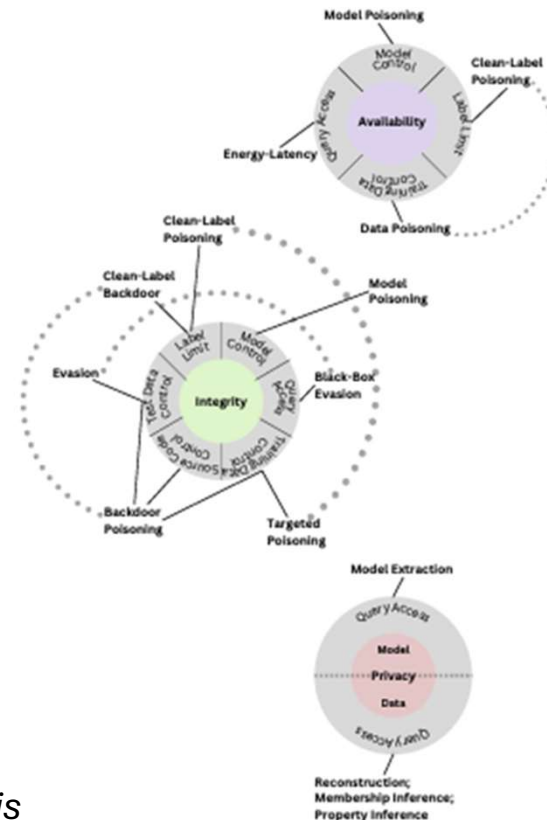 Model Poisoning
Model
Control
Clean-Label
Poisoning
Label Limit
Query Access
Availability
Energy-Latency
Training Data
Control
Data Poisoning
Clean-Label
Poisoning
Clean-Label
Backdoor
Model
Poisoning
Label
Limit
Model
Control
Evasion
Test Data
Control
Integrity
Query
Access
Black-Box
Evasion
Source Code
Control
Training Data
Control
Backdoor
Poisoning
Targeted
Poisoning
Model Extraction
Query Access
Model
Privacy
Data
Query Access
Reconstruction;
Membership Inference;
Property Inference
is